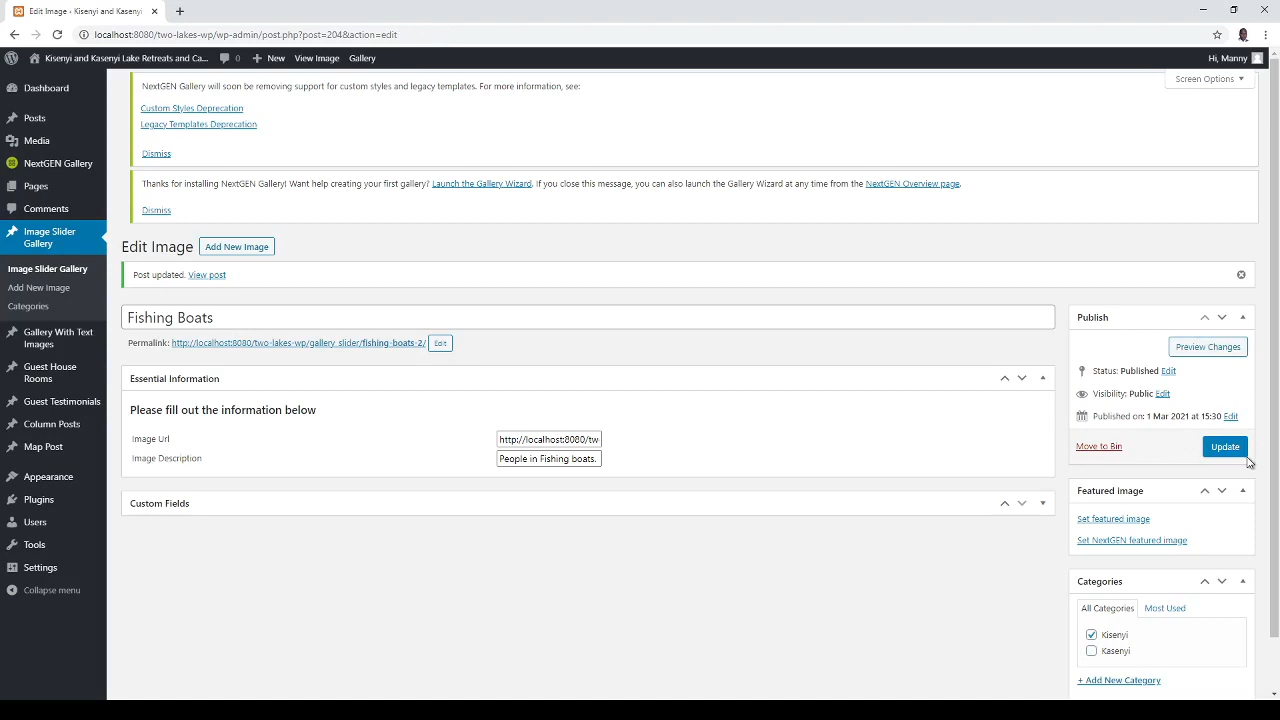 Edit Image ‹ Kisenyi and Kasenyi
localhost:8080/two-lakes-wp/wp-admin/post.php?post=204&action=edit
Kisenyi and Kasenyi Lake Retreats and Ca... 0 New View Image Gallery Hi, Manny
Screen Options
Dashboard
Posts
Media
NextGEN Gallery
Pages
Comments
Image Slider
Gallery
Image Slider Gallery
Add New Image
Categories
Gallery With Text
Images
Guest House
Rooms
Guest Testimonials
Column Posts
Map Post
Appearance
Plugins
Users
Tools
Settings
Collapse menu
NextGEN Gallery will soon be removing support for custom styles and legacy templates. For more information, see:
Custom Styles Deprecation
Legacy Templates Deprecation
Dismiss
Thanks for installing NextGEN Gallery! Want help creating your first gallery? Launch the Gallery Wizard. If you close this message, you can also launch the Gallery Wizard at any time from the NextGEN Overview page.
Dismiss
Edit Image Add New Image
Post updated. View post
Fishing Boats
Permalink: http://localhost:8080/two-lakes-wp/gallery_slider/fishing-boats-2/ Edit
Essential Information
Please fill out the information below
Image Url http://localhost:8080/tw
Image Description People in Fishing boats.
Custom Fields
Publish
Preview Changes
Status: Published Edit
Visibility: Public Edit
Published on: 1 Mar 2021 at 15:30 Edit
Move to Bin Update
Featured image
Set featured image
Set NextGEN featured image
Categories
All Categories Most Used
Kisenyi
Kasenyi
+ Add New Category